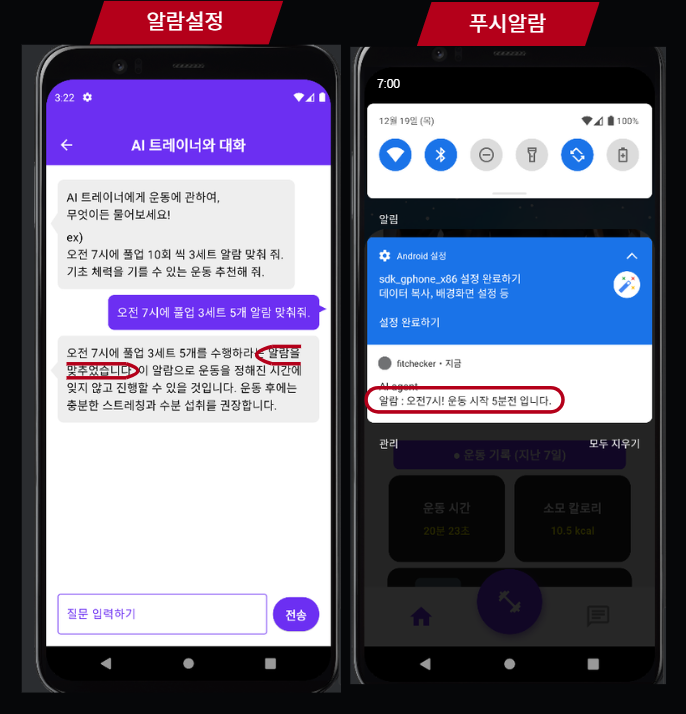 알람설정
3:22
AI 트레이너와 대화
AI 트레이너에게 운동에 관하여,
무엇이든 물어보세요!
ex)
오전 7시에 풀업 10회 씩 3세트 알람 맞춰 줘.
기초 체력을 기를 수 있는 운동 추천해 줘.
오전 7시에 풀업 3세트 5개 알람 맞춰줘.
오전 7시에 풀업 3세트 5개를 수행하라는 알람을
맞추었습니다. 이 알람으로 운동을 정해진 시간에
잊지 않고 진행할 수 있을 것입니다. 운동 후에는
충분한 스트레칭과 수분 섭취를 권장합니다.
질문 입력하기
전송
푸시알람
7:00
12월 19일 (목)
100%
알림
Android 설정
sdk_gphone_x86 설정 완료하기
데이터 복사, 배경화면 설정 등
설정 완료하기
fitchecker • 지금
AI agent
알람 : 오전7시! 운동 시작 5분전 입니다.
관리
모두 지우기
● 운동 기록 (지난 7일)
운동 시간
소모 칼로리
20분 23초
10.5 kcal